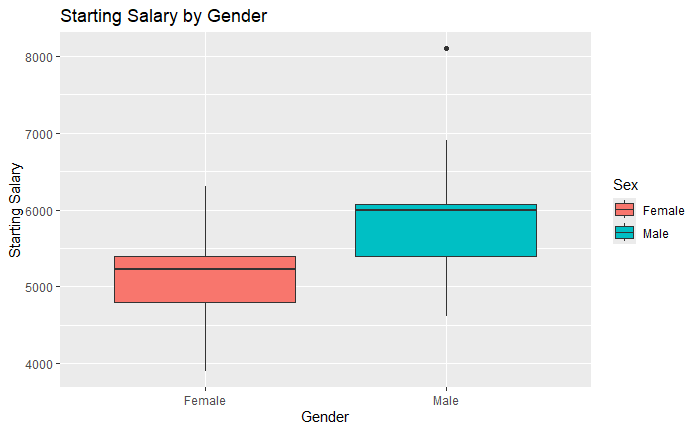 Starting Salary by Gender
8000
7000
6000
5000
4000
Starting Salary
Female
Male
Gender
Sex
Female
Male